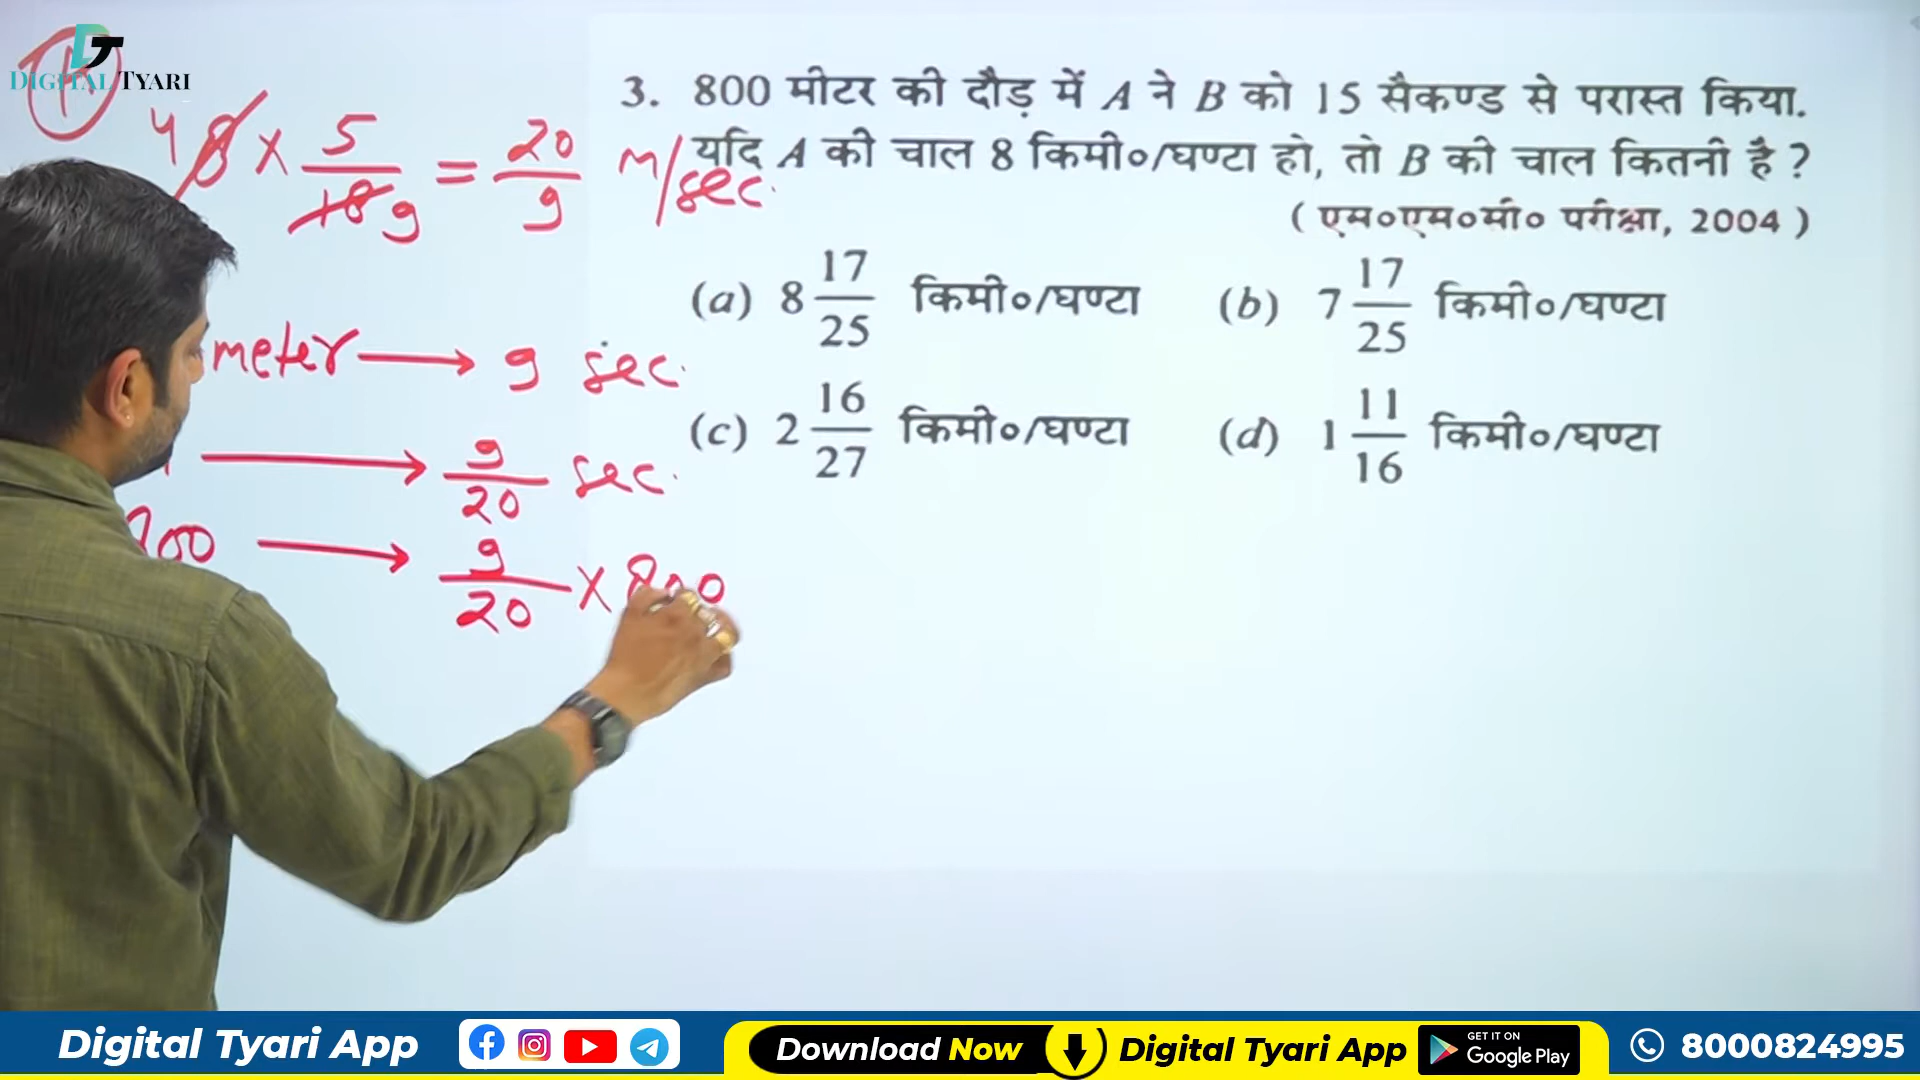 DIGITAL TYARI
3. 800 मीटर की दौड़ में A ने B को 15 सैकण्ड से परास्त किया.
यदि A की चाल 8 किमी०/घण्टा हो, तो B की चाल कितनी है ?
( एम०एम०सी० परीक्षा, 2004 )
(a) 8 17/25 किमी०/घण्टा (b) 7 17/25 किमी०/घण्टा
(c) 2 16/27 किमी०/घण्टा (d) 1 11/16 किमी०/घण्टा
4 8 × 5/18 9 = 20/9 m/sec.
meter → 9 sec.
→ 9/20 sec.
800 → 9/20 × 800
Digital Tyari App
Download Now
Digital Tyari App
GET IT ON
Google Play
8000824995